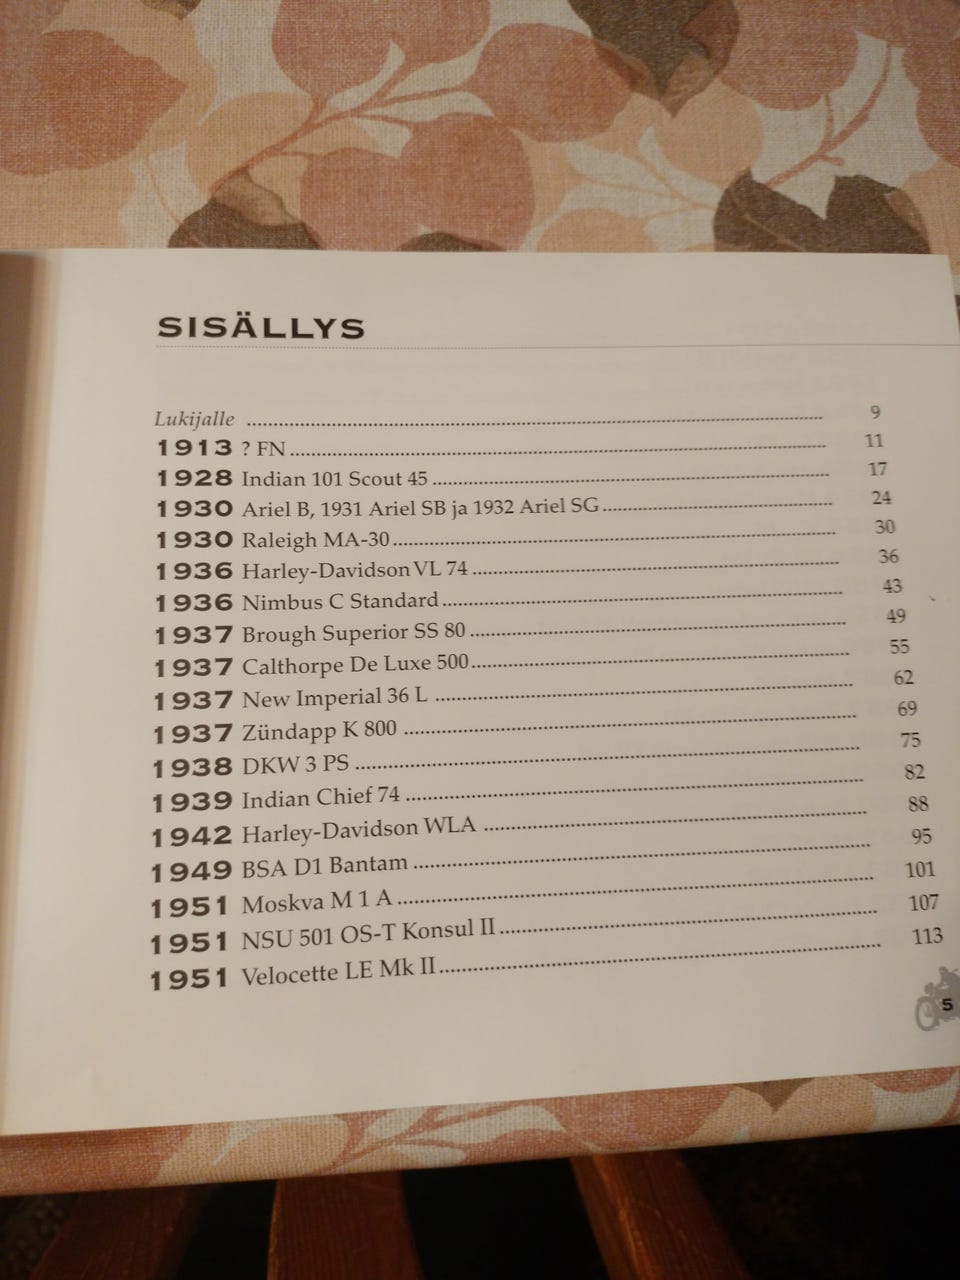 SISÄLLYS
Lukijalle ........ 9
1913 ? FN ........ 11
1928 Indian 101 Scout 45 ........ 17
1930 Ariel B, 1931 Ariel SB ja 1932 Ariel SG ........ 24
1930 Raleigh MA-30 ........ 30
1936 Harley-Davidson VL 74 ........ 36
1936 Nimbus C Standard ........ 43
1937 Brough Superior SS 80 ........ 49
1937 Calthorpe De Luxe 500 ........ 55
1937 New Imperial 36 L ........ 62
1937 Zündapp K 800 ........ 69
1938 DKW 3 PS ........ 75
1939 Indian Chief 74 ........ 82
1942 Harley-Davidson WLA ........ 88
1949 BSA D1 Bantam ........ 95
1951 Moskva M 1 A ........ 101
1951 NSU 501 OS-T Konsul II ........ 107
1951 Velocette LE Mk II ........ 113
5